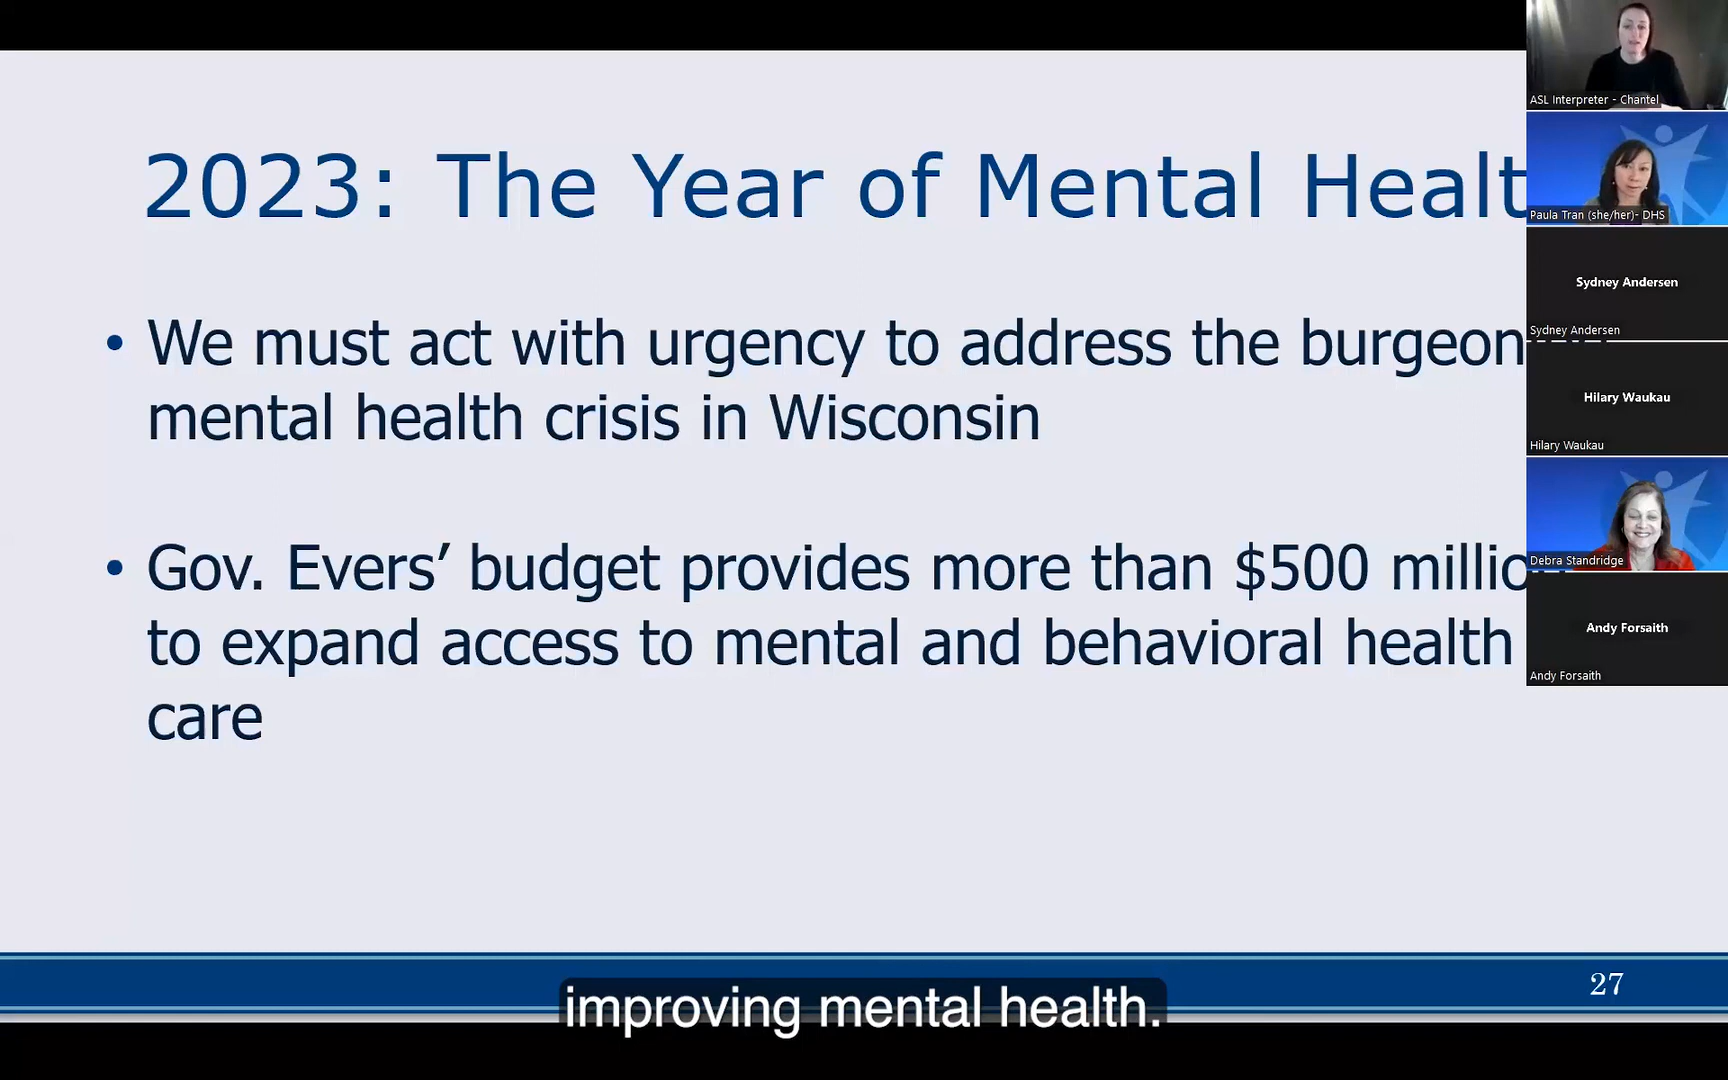 2023: The Year of Mental Healt
• We must act with urgency to address the burgeon
mental health crisis in Wisconsin
• Gov. Evers’ budget provides more than $500 millio
to expand access to mental and behavioral health
care
27
improving mental health.
ASL Interpreter - Chantel
Paula Tran (she/her)- DHS
Sydney Andersen
Sydney Andersen
Hilary Waukau
Hilary Waukau
Debra Standridge
Andy Forsaith
Andy Forsaith